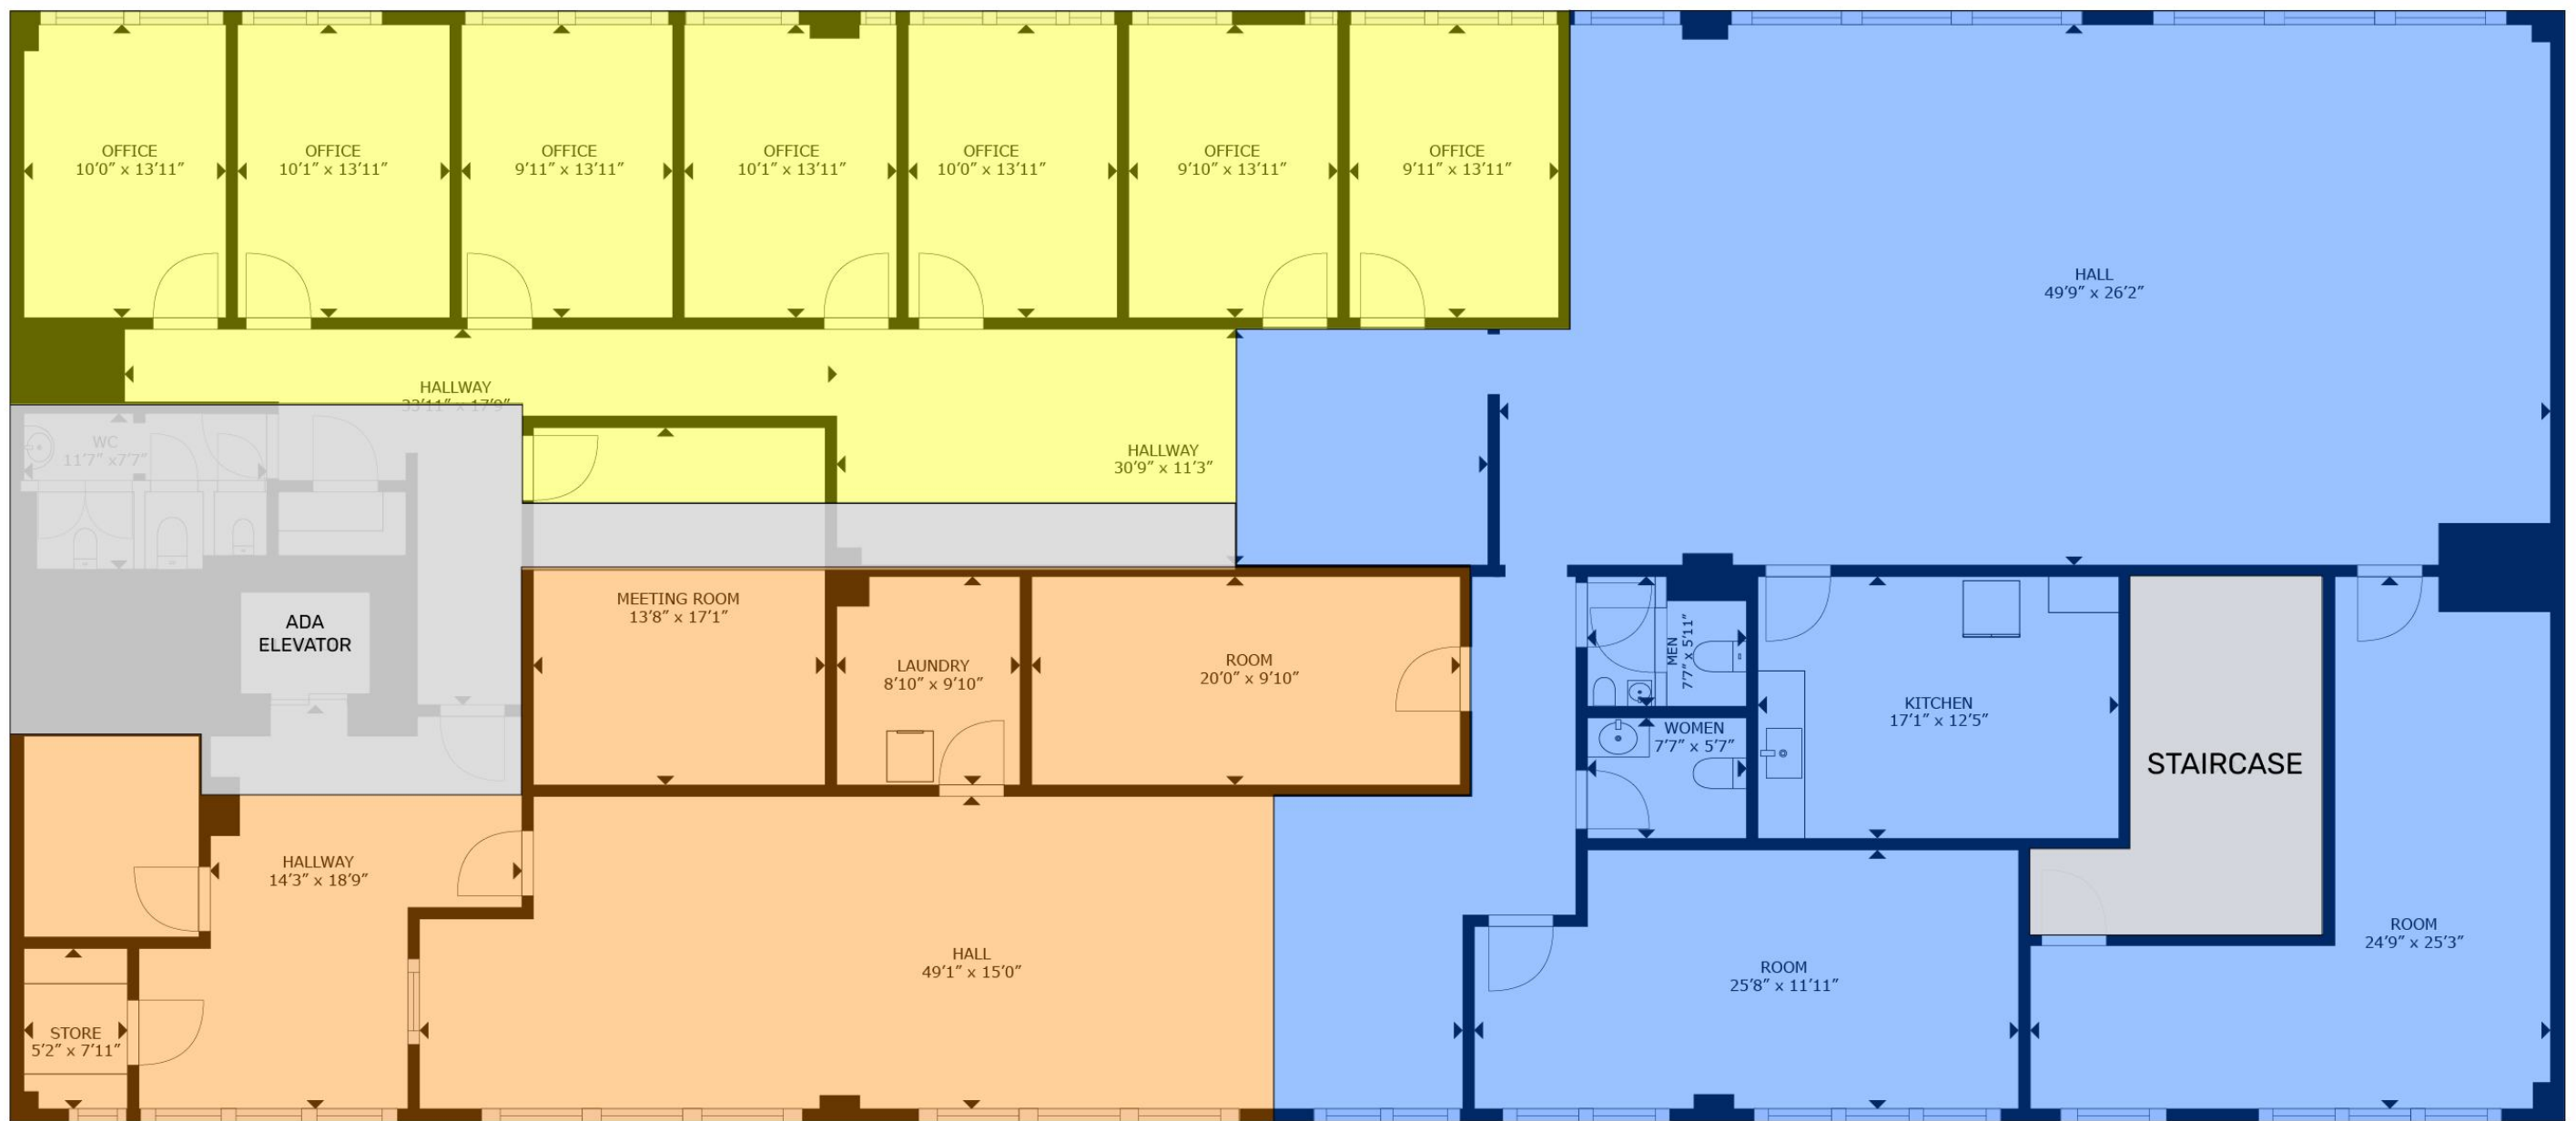 OFFICE
10'0" x 13'11"
OFFICE
10'1" x 13'11"
OFFICE
9'11" x 13'11"
OFFICE
10'1" x 13'11"
OFFICE
10'0" x 13'11"
OFFICE
9'10" x 13'11"
OFFICE
9'11" x 13'11"
HALL
49'9" x 26'2"
HALLWAY
33'11" x 17'9"
WC
11'7" x7'7"
HALLWAY
30'9" x 11'3"
ADA
ELEVATOR
MEETING ROOM
13'8" x 17'1"
LAUNDRY
8'10" x 9'10"
ROOM
20'0" x 9'10"
MEN
7'7" x 5'11"
WOMEN
7'7" x 5'7"
KITCHEN
17'1" x 12'5"
STAIRCASE
HALLWAY
14'3" x 18'9"
HALL
49'1" x 15'0"
ROOM
25'8" x 11'11"
ROOM
24'9" x 25'3"
STORE
5'2" x 7'11"